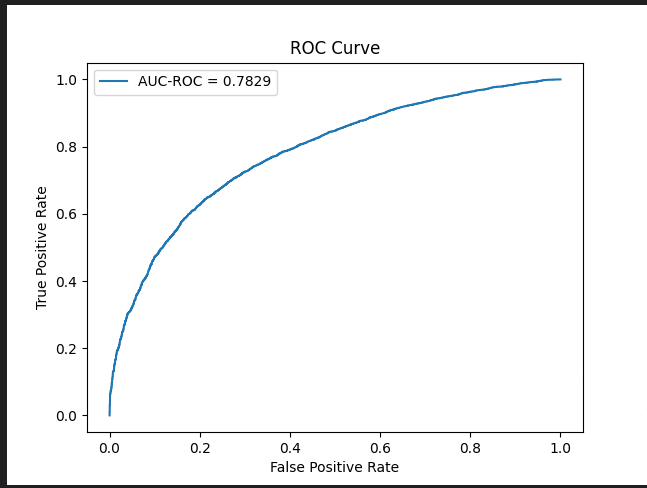 ROC Curve
AUC-ROC = 0.7829
1.0
0.8
0.6
0.4
0.2
0.0
True Positive Rate
0.0 0.2 0.4 0.6 0.8 1.0
False Positive Rate